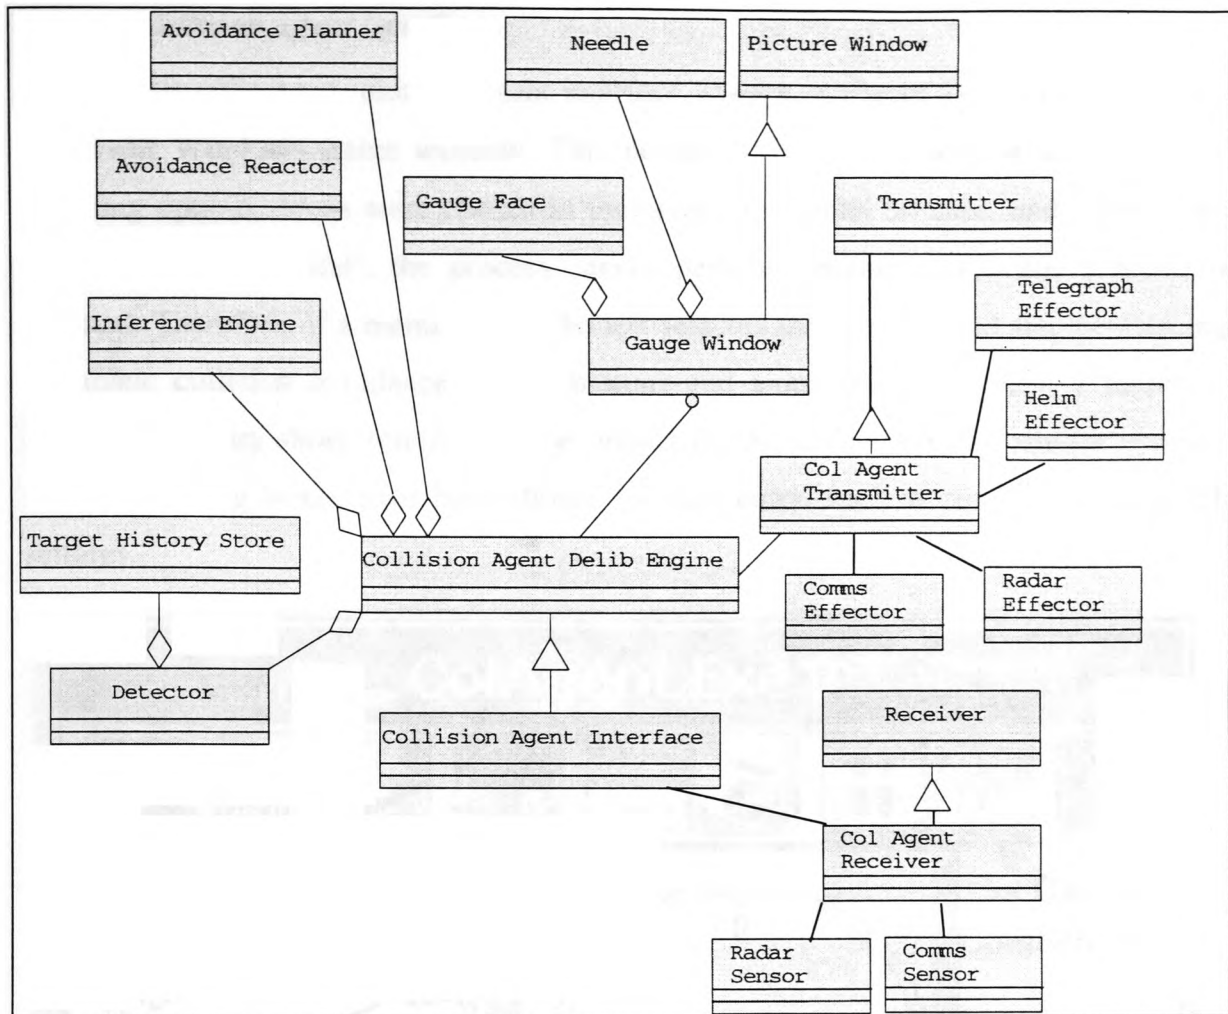 Avoidance Planner
Needle
Picture Window
Avoidance Reactor
Gauge Face
Transmitter
Telegraph
Effector
Inference Engine
Gauge Window
Helm
Effector
Col Agent
Transmitter
Target History Store
Collision Agent Delib Engine
Comms
Effector
Radar
Effector
Detector
Collision Agent Interface
Receiver
Col Agent
Receiver
Radar
Sensor
Comms
Sensor